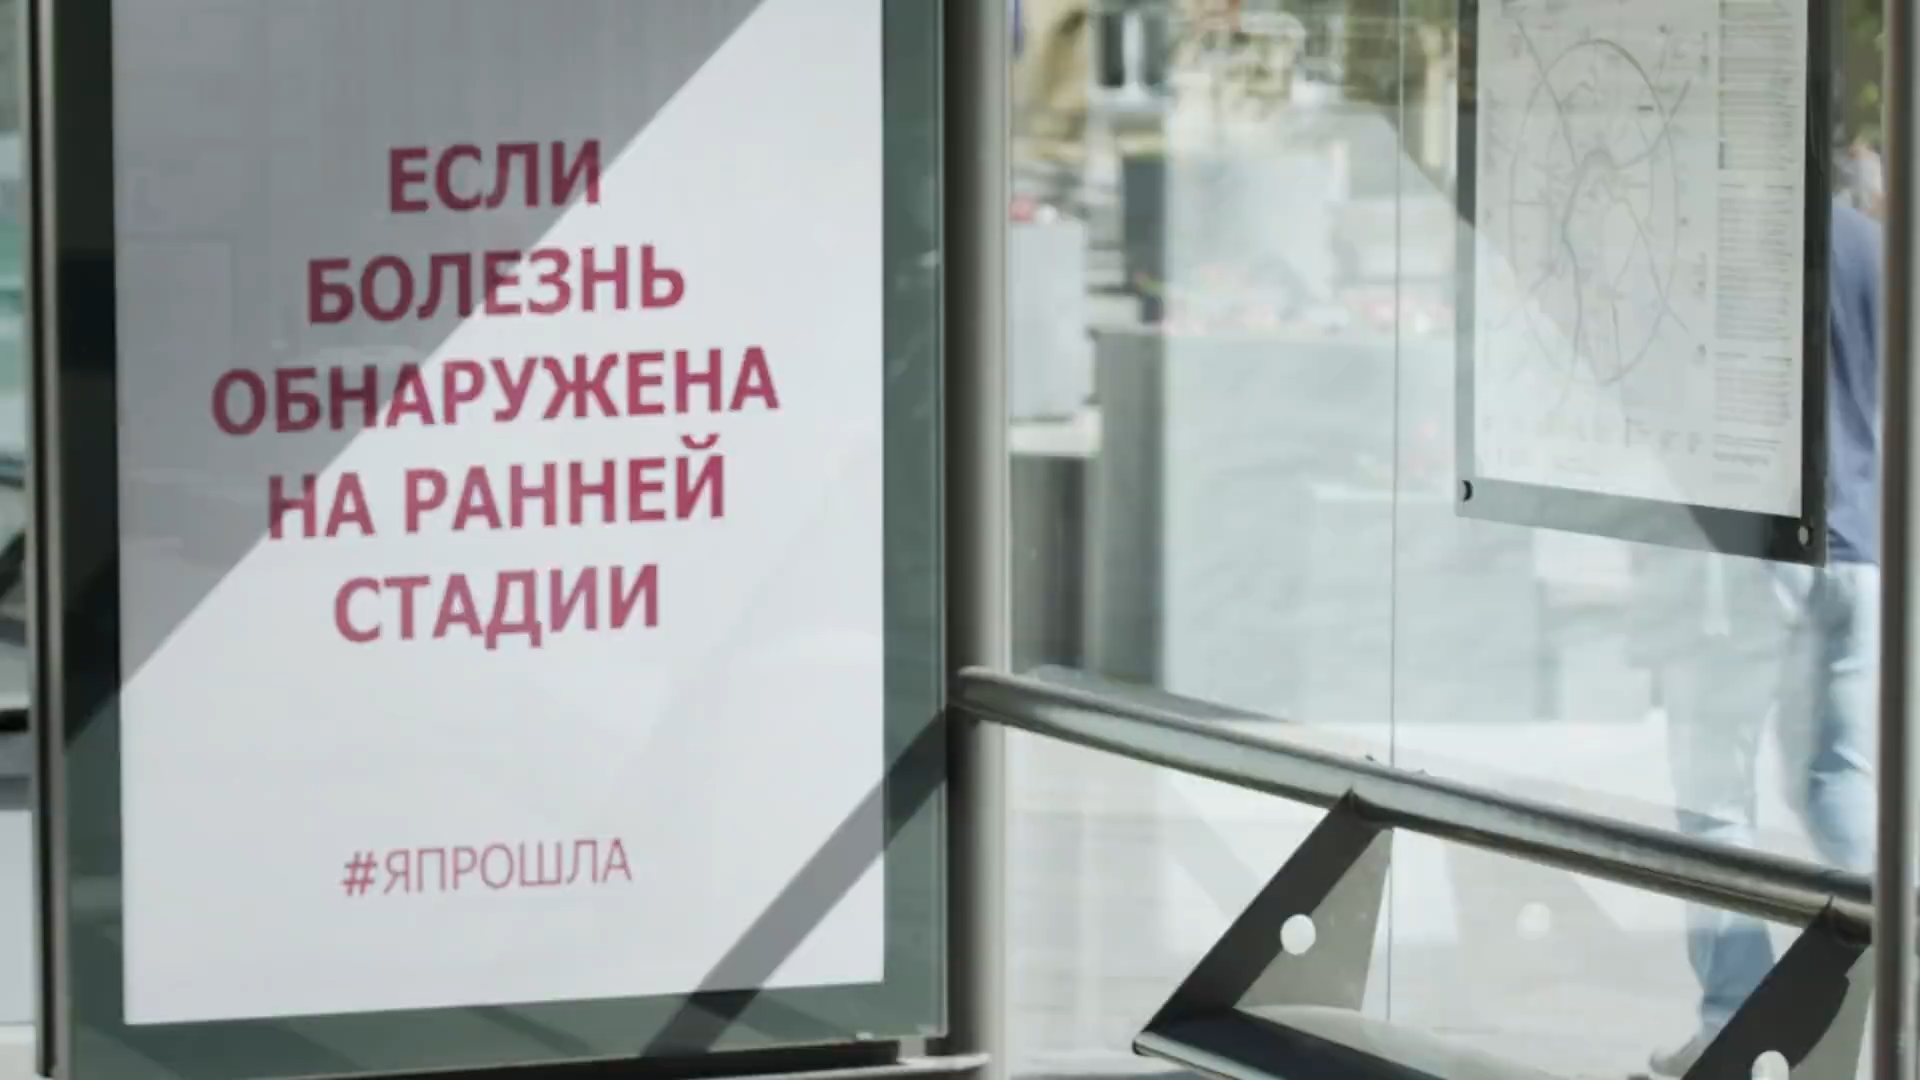 ЕСЛИ
БОЛЕЗНЬ
ОБНАРУЖЕНА
НА РАННЕЙ
СТАДИИ
#ЯПРОШЛА